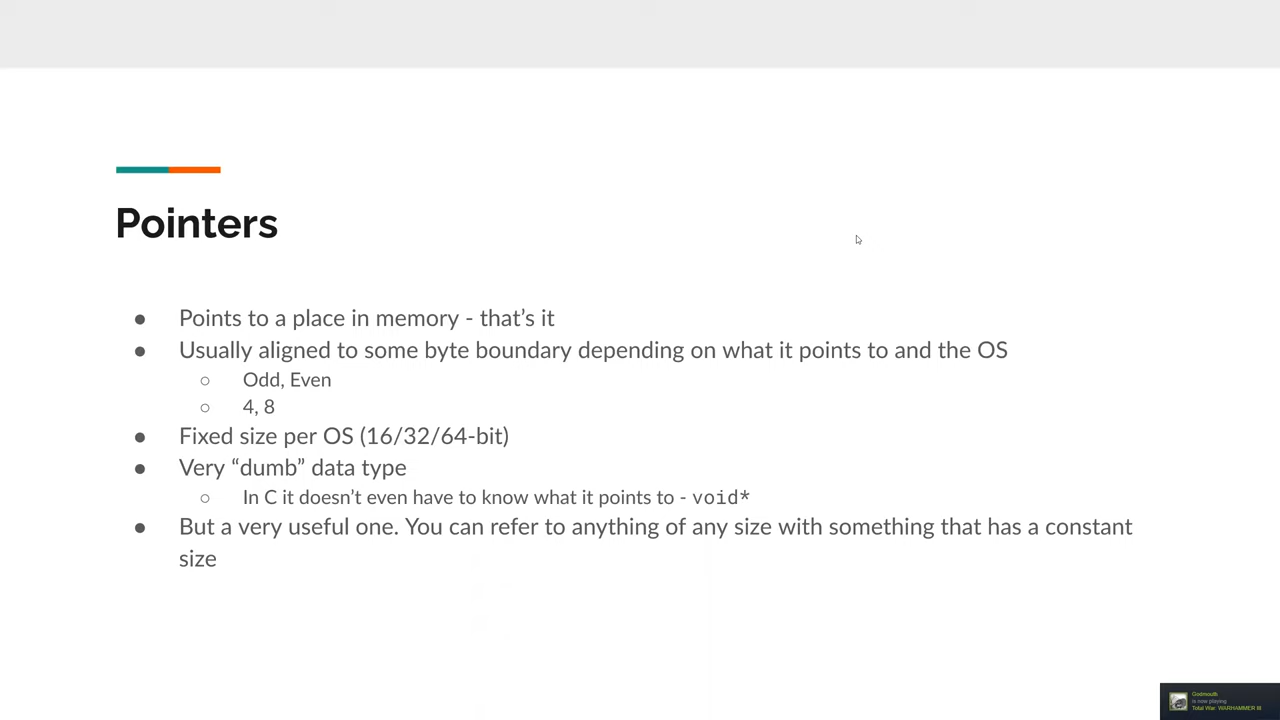 Pointers
● Points to a place in memory - that’s it
● Usually aligned to some byte boundary depending on what it points to and the OS
○ Odd, Even
○ 4, 8
● Fixed size per OS (16/32/64-bit)
● Very “dumb” data type
○ In C it doesn’t even have to know what it points to - void*
● But a very useful one. You can refer to anything of any size with something that has a constant
size
Godmouth
is now playing
Total War: WARHAMMER III